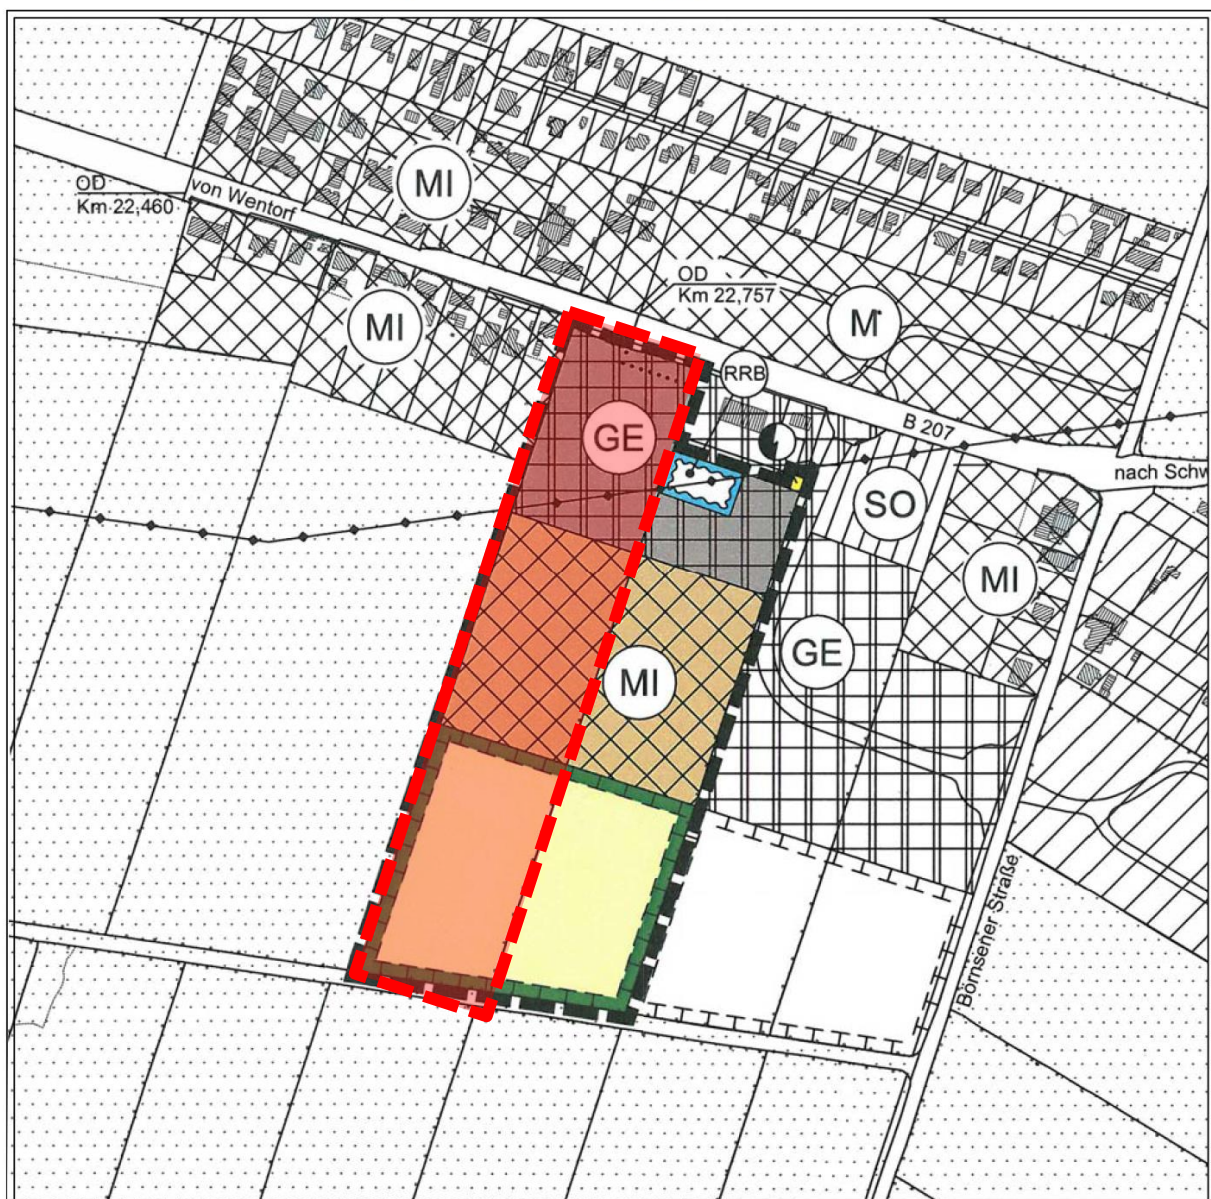 MI
OD
Km 22,460
von Wentorf
OD
Km 22,757
MI
M
RRB
GE
B 207
nach Schw
SO
MI
GE
MI
Börnsener Straße